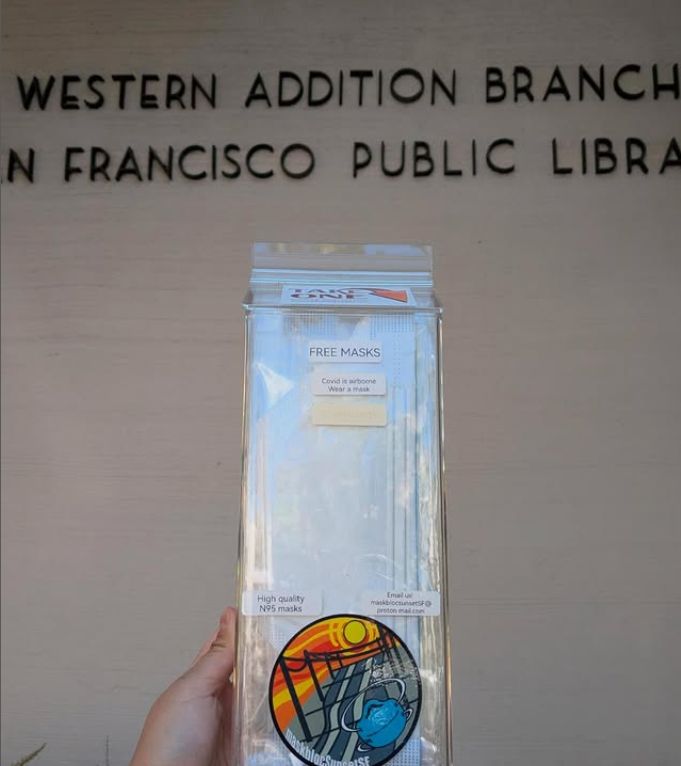 WESTERN ADDITION BRANCH
N FRANCISCO PUBLIC LIBRA
TAKE
ONE
FREE MASKS
Covid is airborne
Wear a mask
High quality
N95 masks
Email us!
maskblocsunsetSF@
proton mail.com
maskblocSunsetSF